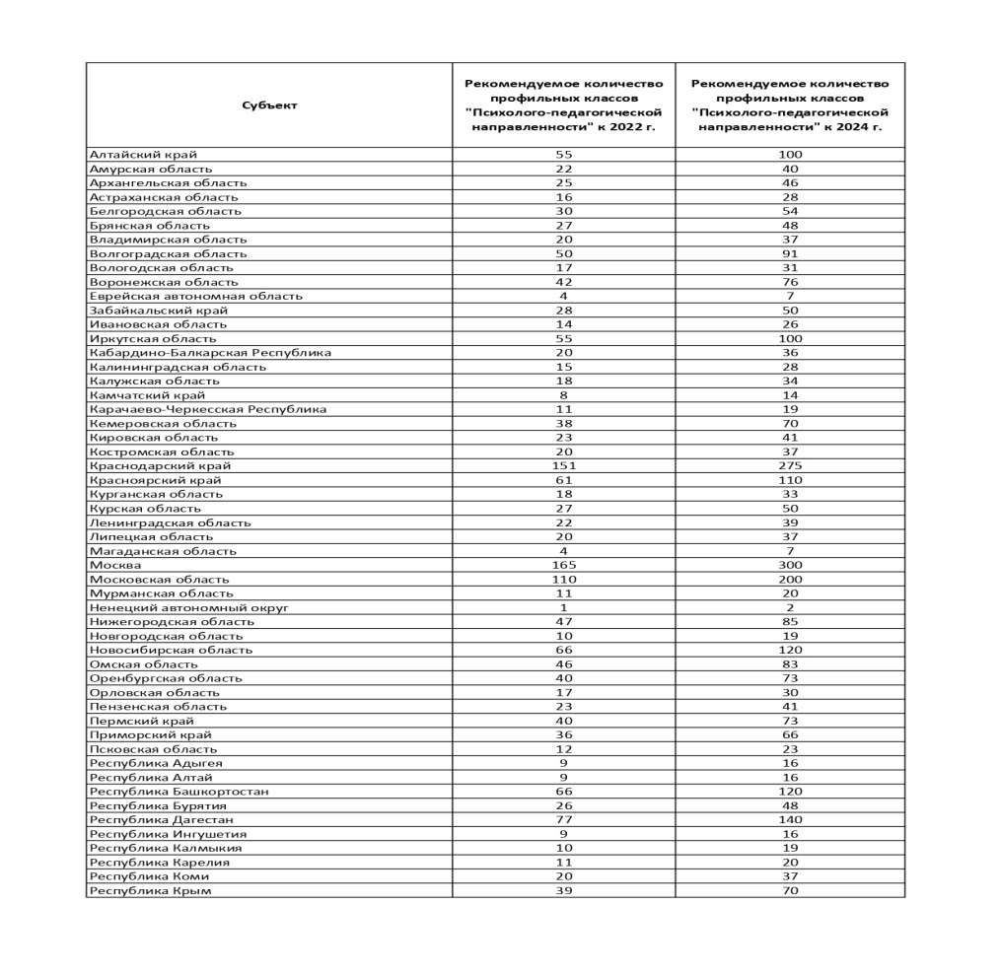 Субъект
Рекомендуемое количество
профильных классов
"Психолого-педагогической
направленности" к 2022 г.
Рекомендуемое количество
профильных классов
"Психолого-педагогической
направленности" к 2024 г.
Алтайский край 55 100
Амурская область 22 40
Архангельская область 25 46
Астраханская область 16 28
Белгородская область 30 54
Брянская область 27 48
Владимирская область 20 37
Волгоградская область 50 91
Вологодская область 17 31
Воронежская область 42 76
Еврейская автономная область 4 7
Забайкальский край 28 50
Ивановская область 14 26
Иркутская область 55 100
Кабардино-Балкарская Республика 20 36
Калининградская область 15 28
Калужская область 18 34
Камчатский край 8 14
Карачаево-Черкесская Республика 11 19
Кемеровская область 38 70
Кировская область 23 41
Костромская область 20 37
Краснодарский край 151 275
Красноярский край 61 110
Курганская область 18 33
Курская область 27 50
Ленинградская область 22 39
Липецкая область 20 37
Магаданская область 4 7
Москва 165 300
Московская область 110 200
Мурманская область 11 20
Ненецкий автономный округ 1 2
Нижегородская область 47 85
Новгородская область 10 19
Новосибирская область 66 120
Омская область 46 83
Оренбургская область 40 73
Орловская область 17 30
Пензенская область 23 41
Пермский край 40 73
Приморский край 36 66
Псковская область 12 23
Республика Адыгея 9 16
Республика Алтай 9 16
Республика Башкортостан 66 120
Республика Бурятия 26 48
Республика Дагестан 77 140
Республика Ингушетия 9 16
Республика Калмыкия 10 19
Республика Карелия 11 20
Республика Коми 20 37
Республика Крым 39 70